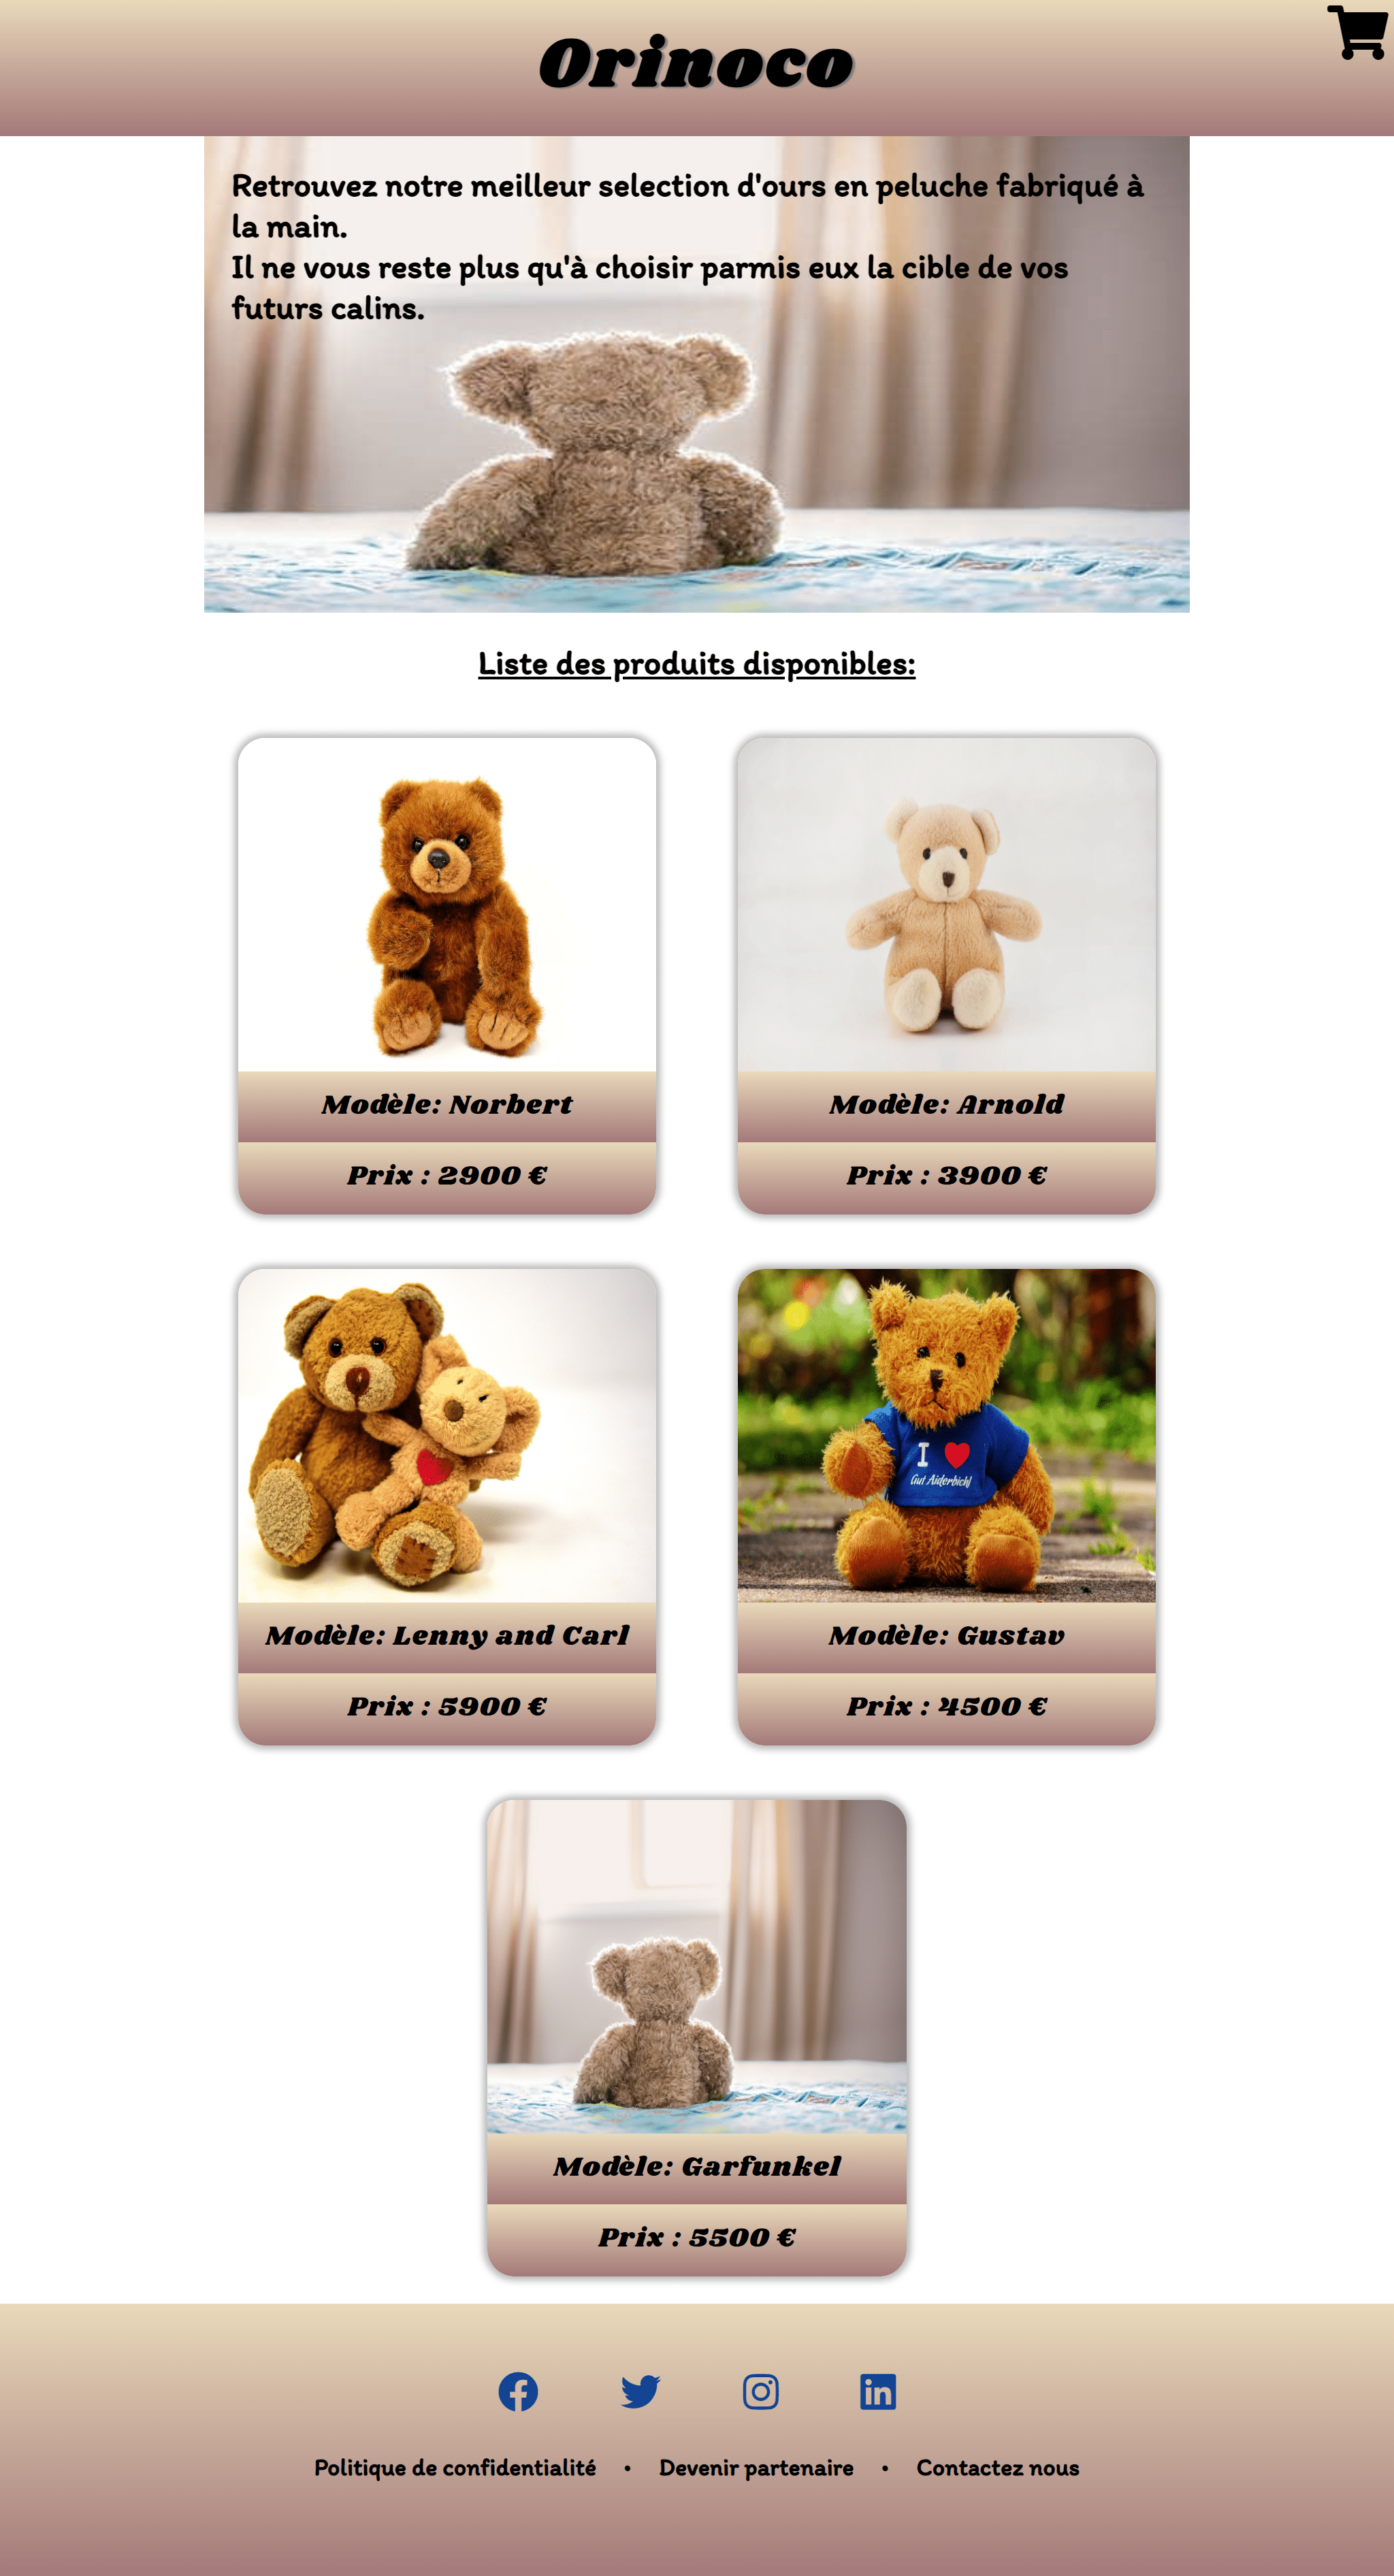 Orinoco
Retrouvez notre meilleur selection d'ours en peluche fabriqué à
la main.
Il ne vous reste plus qu'à choisir parmis eux la cible de vos
futurs calins.
Liste des produits disponibles:
Modèle: Norbert
Prix : 2900 €
Modèle: Arnold
Prix : 3900 €
I
Gut Aiderbichl
Modèle: Lenny and Carl
Prix : 5900 €
Modèle: Gustav
Prix : 4500 €
Modèle: Garfunkel
Prix : 5500 €
Politique de confidentialité • Devenir partenaire • Contactez nous